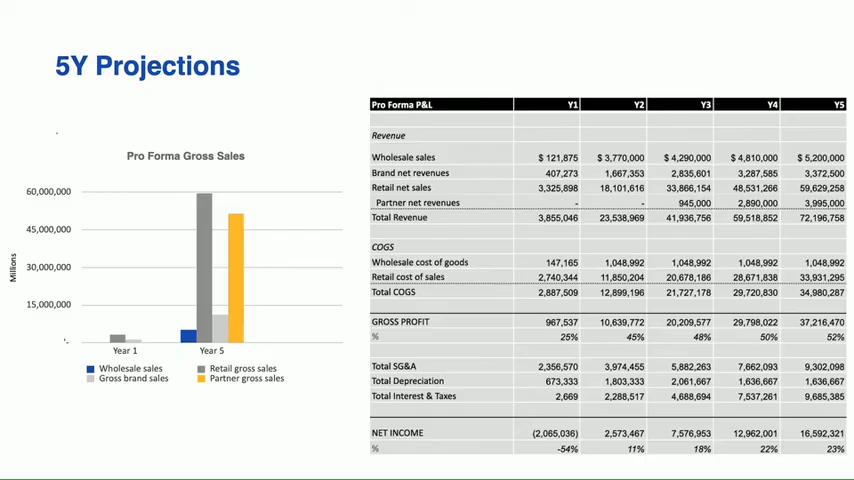 5Y Projections
Pro Forma Gross Sales
60,000,000
45,000,000
30,000,000
15,000,000
-
Millions
Year 1 Year 5
Wholesale sales Retail gross sales
Gross brand sales Partner gross sales
Pro Forma P&L Y1 Y2 Y3 Y4 Y5
Revenue
Wholesale sales $ 121,875 $ 3,770,000 $ 4,290,000 $ 4,810,000 $ 5,200,000
Brand net revenues 407,273 1,667,353 2,835,601 3,287,585 3,372,500
Retail net sales 3,325,898 18,101,616 33,866,154 48,531,266 59,629,258
Partner net revenues - - 945,000 2,890,000 3,995,000
Total Revenue 3,855,046 23,538,969 41,936,756 59,518,852 72,196,758
COGS
Wholesale cost of goods 147,165 1,048,992 1,048,992 1,048,992 1,048,992
Retail cost of sales 2,740,344 11,850,204 20,678,186 28,671,838 33,931,295
Total COGS 2,887,509 12,899,196 21,727,178 29,720,830 34,980,287
GROSS PROFIT 967,537 10,639,772 20,209,577 29,798,022 37,216,470
% 25% 45% 48% 50% 52%
Total SG&A 2,356,570 3,974,455 5,882,263 7,662,093 9,302,098
Total Depreciation 673,333 1,803,333 2,061,667 1,636,667 1,636,667
Total Interest & Taxes 2,669 2,288,517 4,688,694 7,537,261 9,685,385
NET INCOME (2,065,036) 2,573,467 7,576,953 12,962,001 16,592,321
% -54% 11% 18% 22% 23%